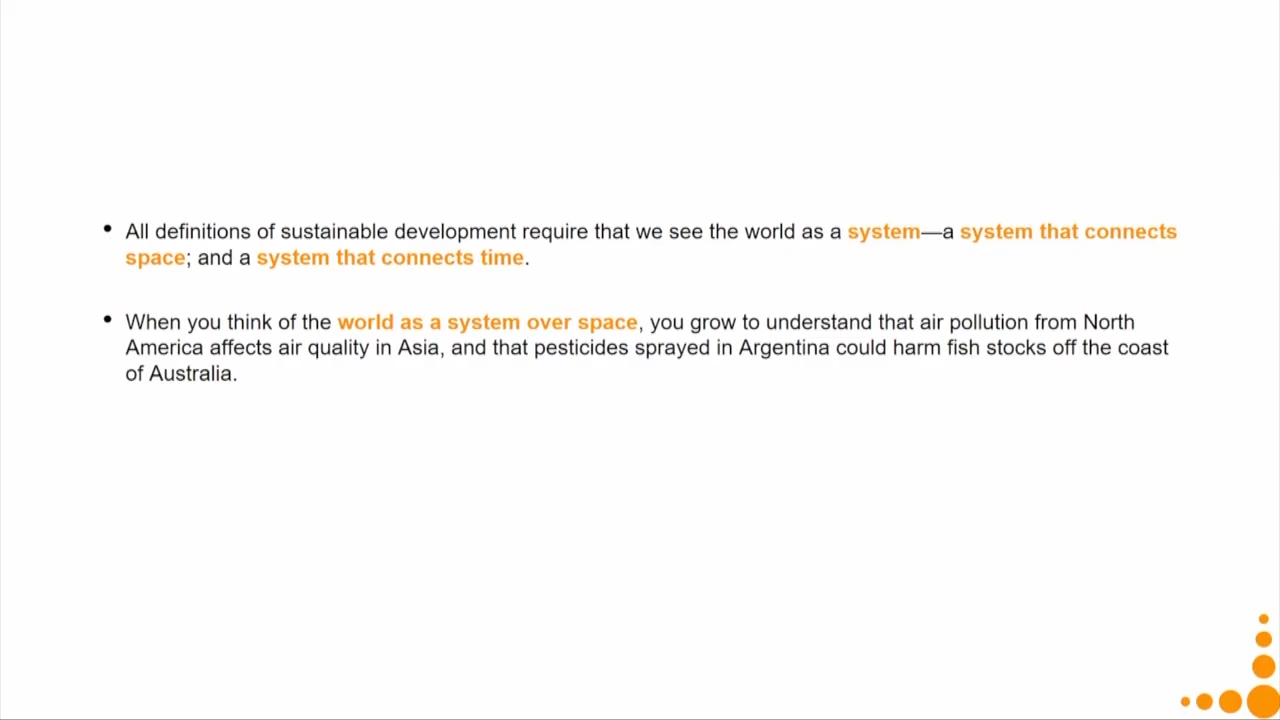 • All definitions of sustainable development require that we see the world as a system—a system that connects
space; and a system that connects time.
• When you think of the world as a system over space, you grow to understand that air pollution from North
America affects air quality in Asia, and that pesticides sprayed in Argentina could harm fish stocks off the coast
of Australia.